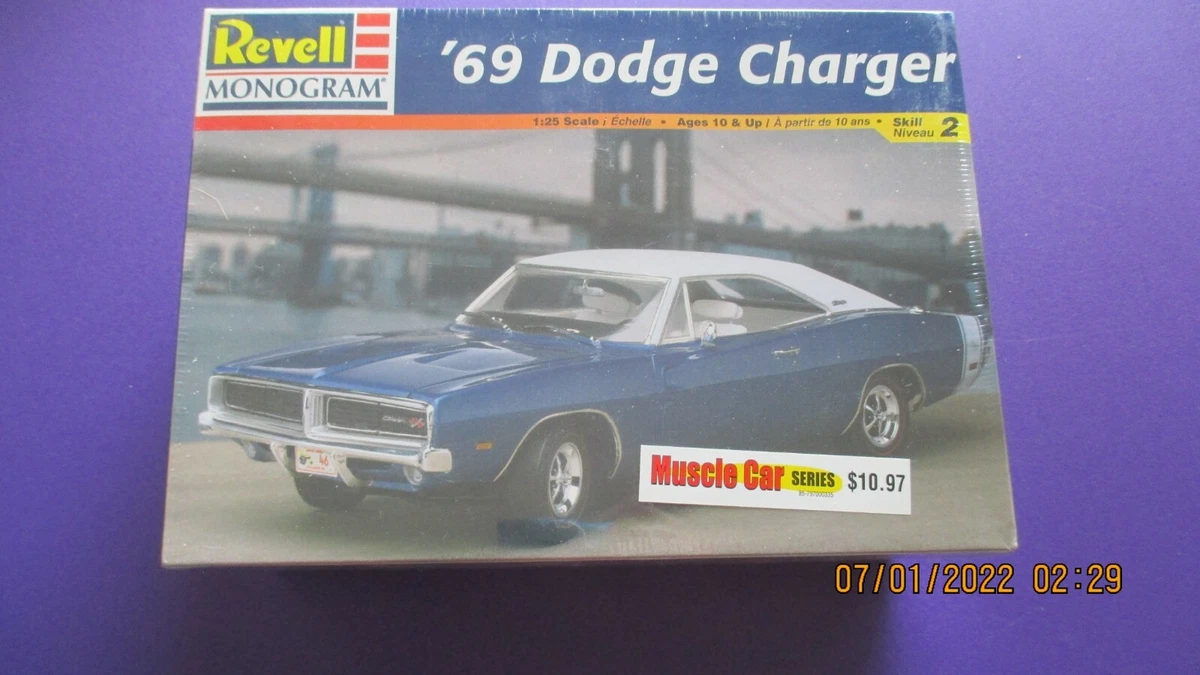 Revell
MONOGRAM
'69 Dodge Charger
1:25 Scale / Échelle • Ages 10 & Up / À partir de 10 ans • Skill
Niveau 2
46
Muscle Car SERIES $10.97
07/01/2022 02:29